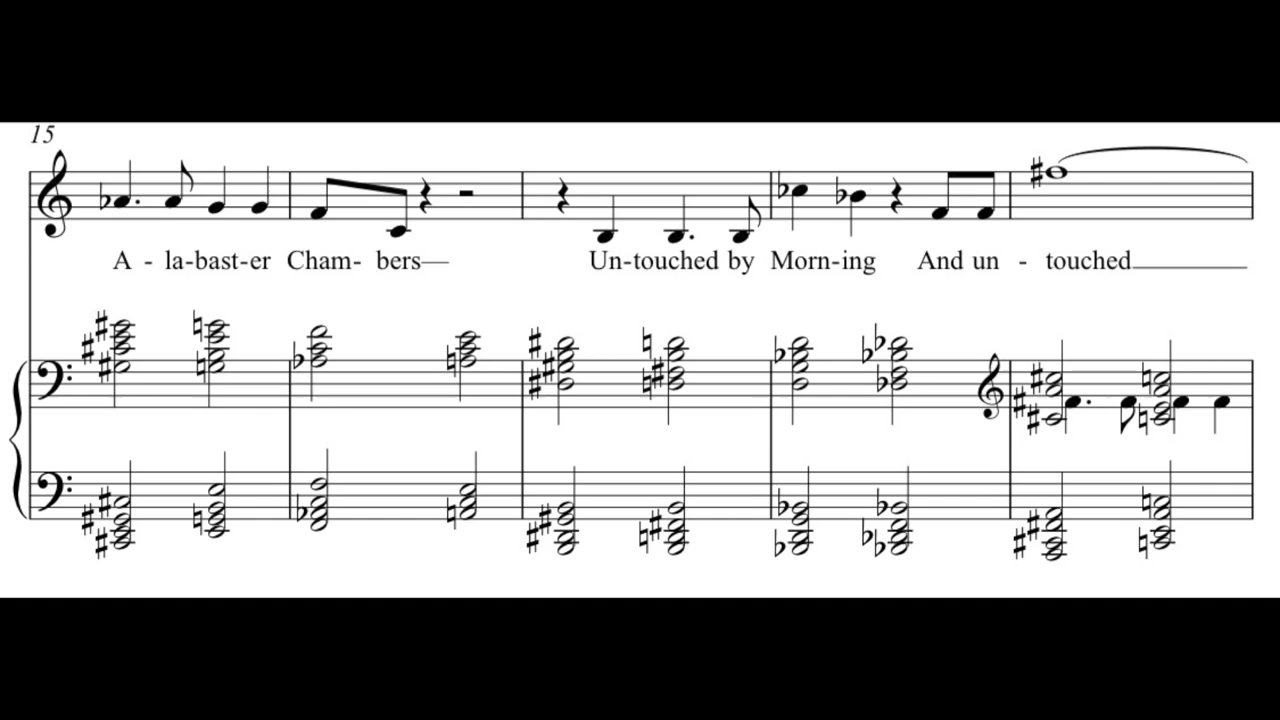 15
A - la-bast-er Cham- bers— Un-touched by Morn-ing And un - touched